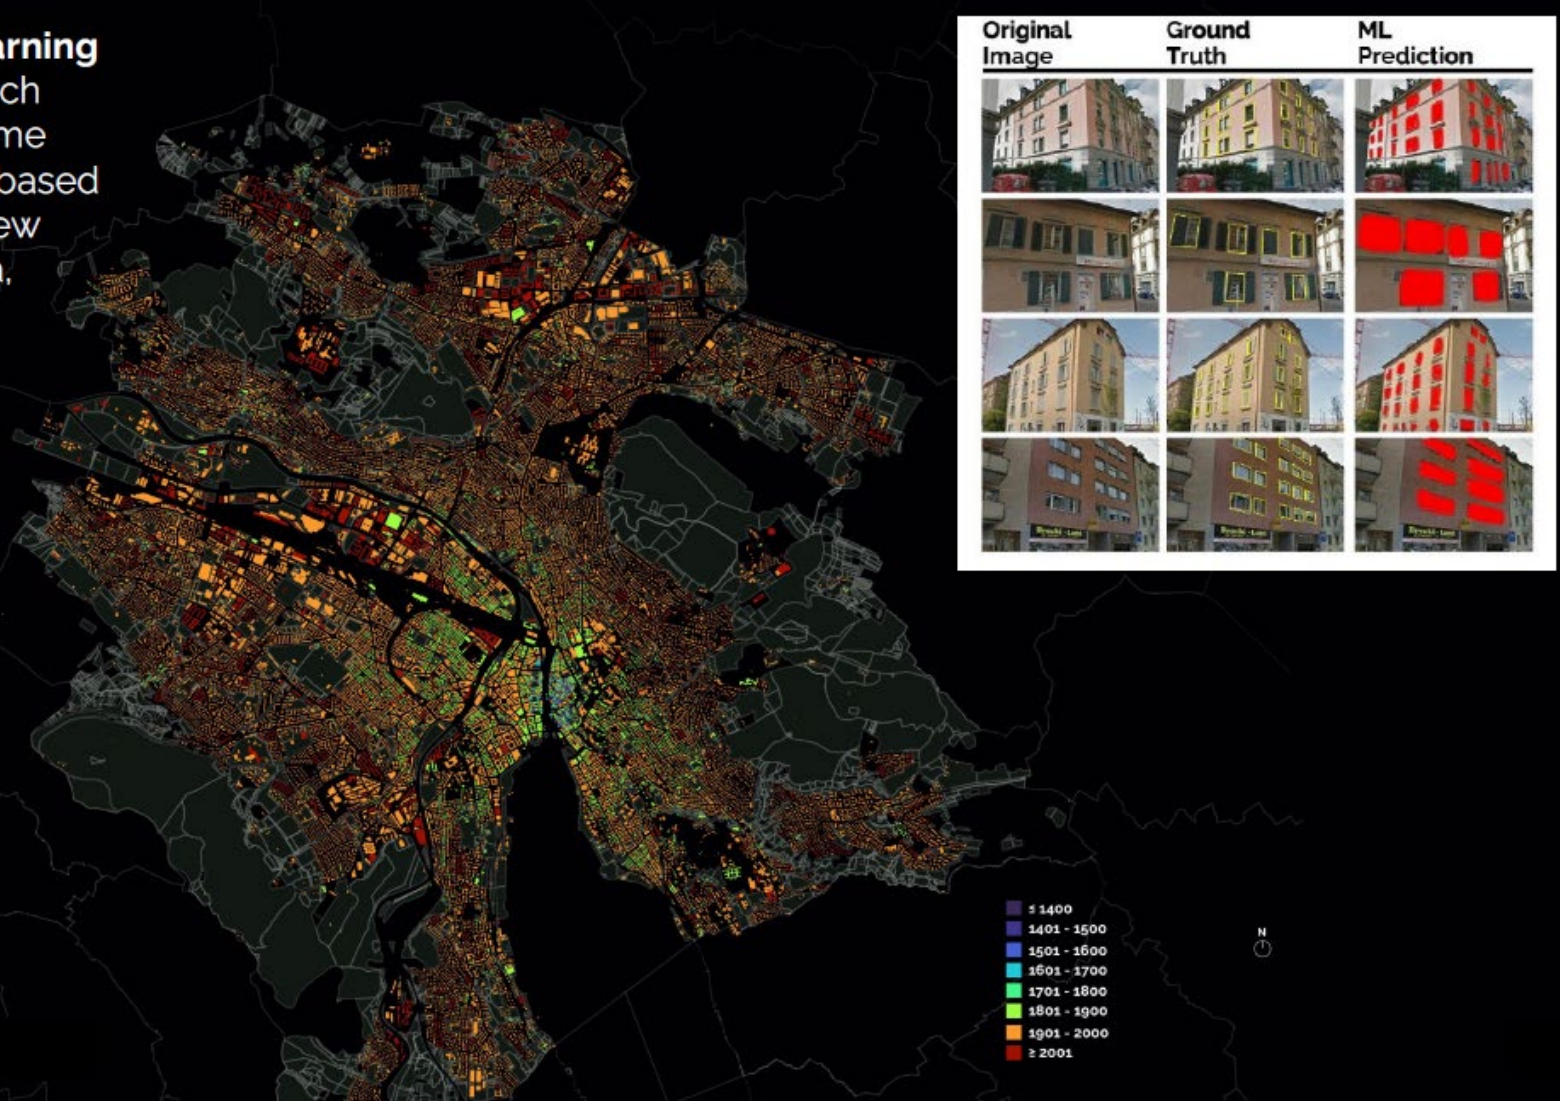 arning
ch
me
based
ew
a,
Original
Image
Ground
Truth
ML
Prediction
≤ 1400
1401 - 1500
1501 - 1600
1601 - 1700
1701 - 1800
1801 - 1900
1901 - 2000
≥ 2001
N